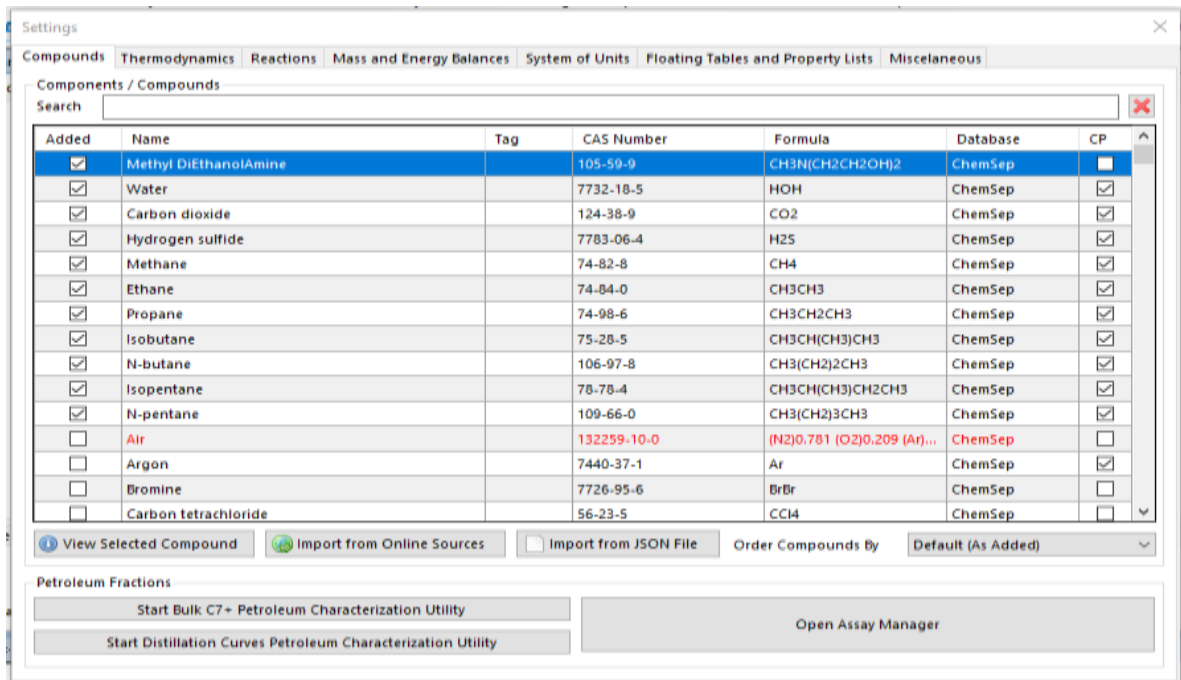 Settings
Compounds Thermodynamics Reactions Mass and Energy Balances System of Units Floating Tables and Property Lists Miscelaneous
Components / Compounds
Search
Added Name Tag CAS Number Formula Database CP
Methyl DiEthanolAmine 105-59-9 CH3N(CH2CH2OH)2 ChemSep
Water 7732-18-5 HOH ChemSep
Carbon dioxide 124-38-9 CO2 ChemSep
Hydrogen sulfide 7783-06-4 H2S ChemSep
Methane 74-82-8 CH4 ChemSep
Ethane 74-84-0 CH3CH3 ChemSep
Propane 74-98-6 CH3CH2CH3 ChemSep
Isobutane 75-28-5 CH3CH(CH3)CH3 ChemSep
N-butane 106-97-8 CH3(CH2)2CH3 ChemSep
Isopentane 78-78-4 CH3CH(CH3)CH2CH3 ChemSep
N-pentane 109-66-0 CH3(CH2)3CH3 ChemSep
Air 132259-10-0 (N2)0.781 (O2)0.209 (Ar)... ChemSep
Argon 7440-37-1 Ar ChemSep
Bromine 7726-95-6 BrBr ChemSep
Carbon tetrachloride 56-23-5 CCl4 ChemSep
View Selected Compound Import from Online Sources Import from JSON File Order Compounds By Default (As Added)
Petroleum Fractions
Start Bulk C7+ Petroleum Characterization Utility
Open Assay Manager
Start Distillation Curves Petroleum Characterization Utility